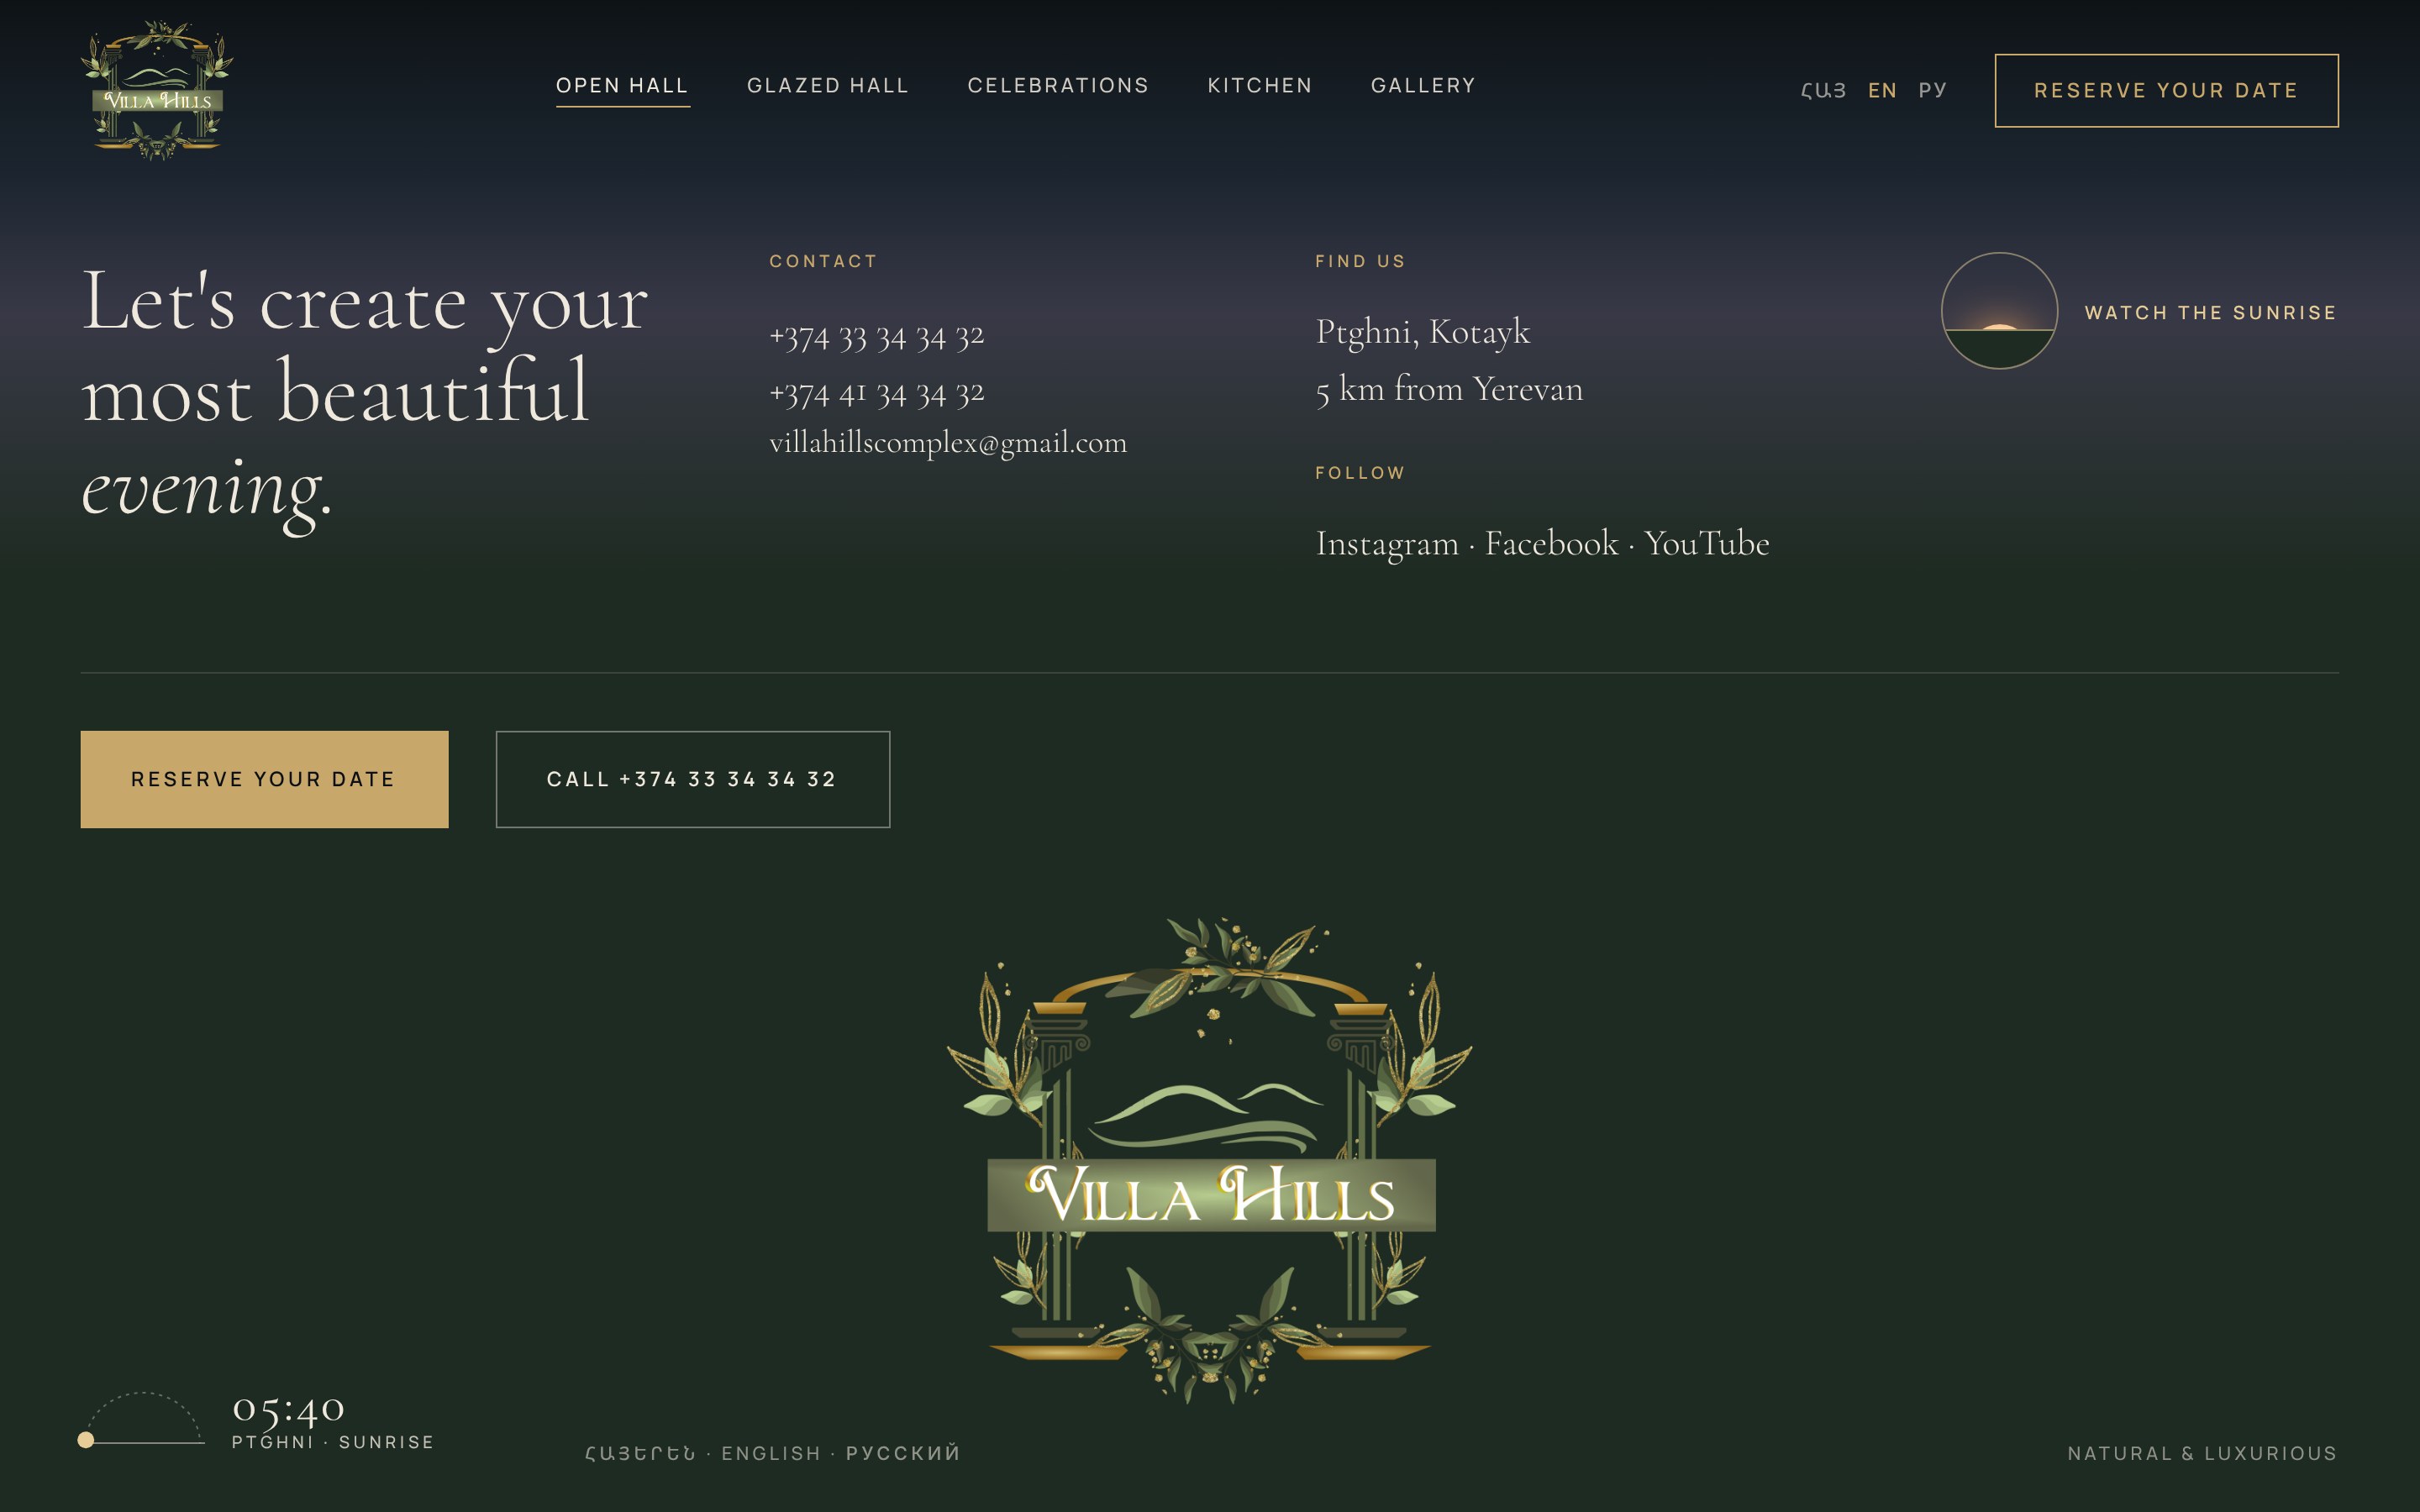 VILLA HILLS
OPEN HALL
GLAZED HALL
CELEBRATIONS
KITCHEN
GALLERY
ՀԱՅ EN РУ
RESERVE YOUR DATE
Let's create your
most beautiful
evening.
CONTACT
+374 33 34 34 32
+374 41 34 34 32
villahillscomplex@gmail.com
FIND US
Ptghni, Kotayk
5 km from Yerevan
FOLLOW
Instagram · Facebook · YouTube
WATCH THE SUNRISE
RESERVE YOUR DATE
CALL +374 33 34 34 32
VILLA HILLS
05:40
PTGHNI · SUNRISE
ՀԱՅԵՐԵՆ · ENGLISH · РУССКИЙ
NATURAL & LUXURIOUS